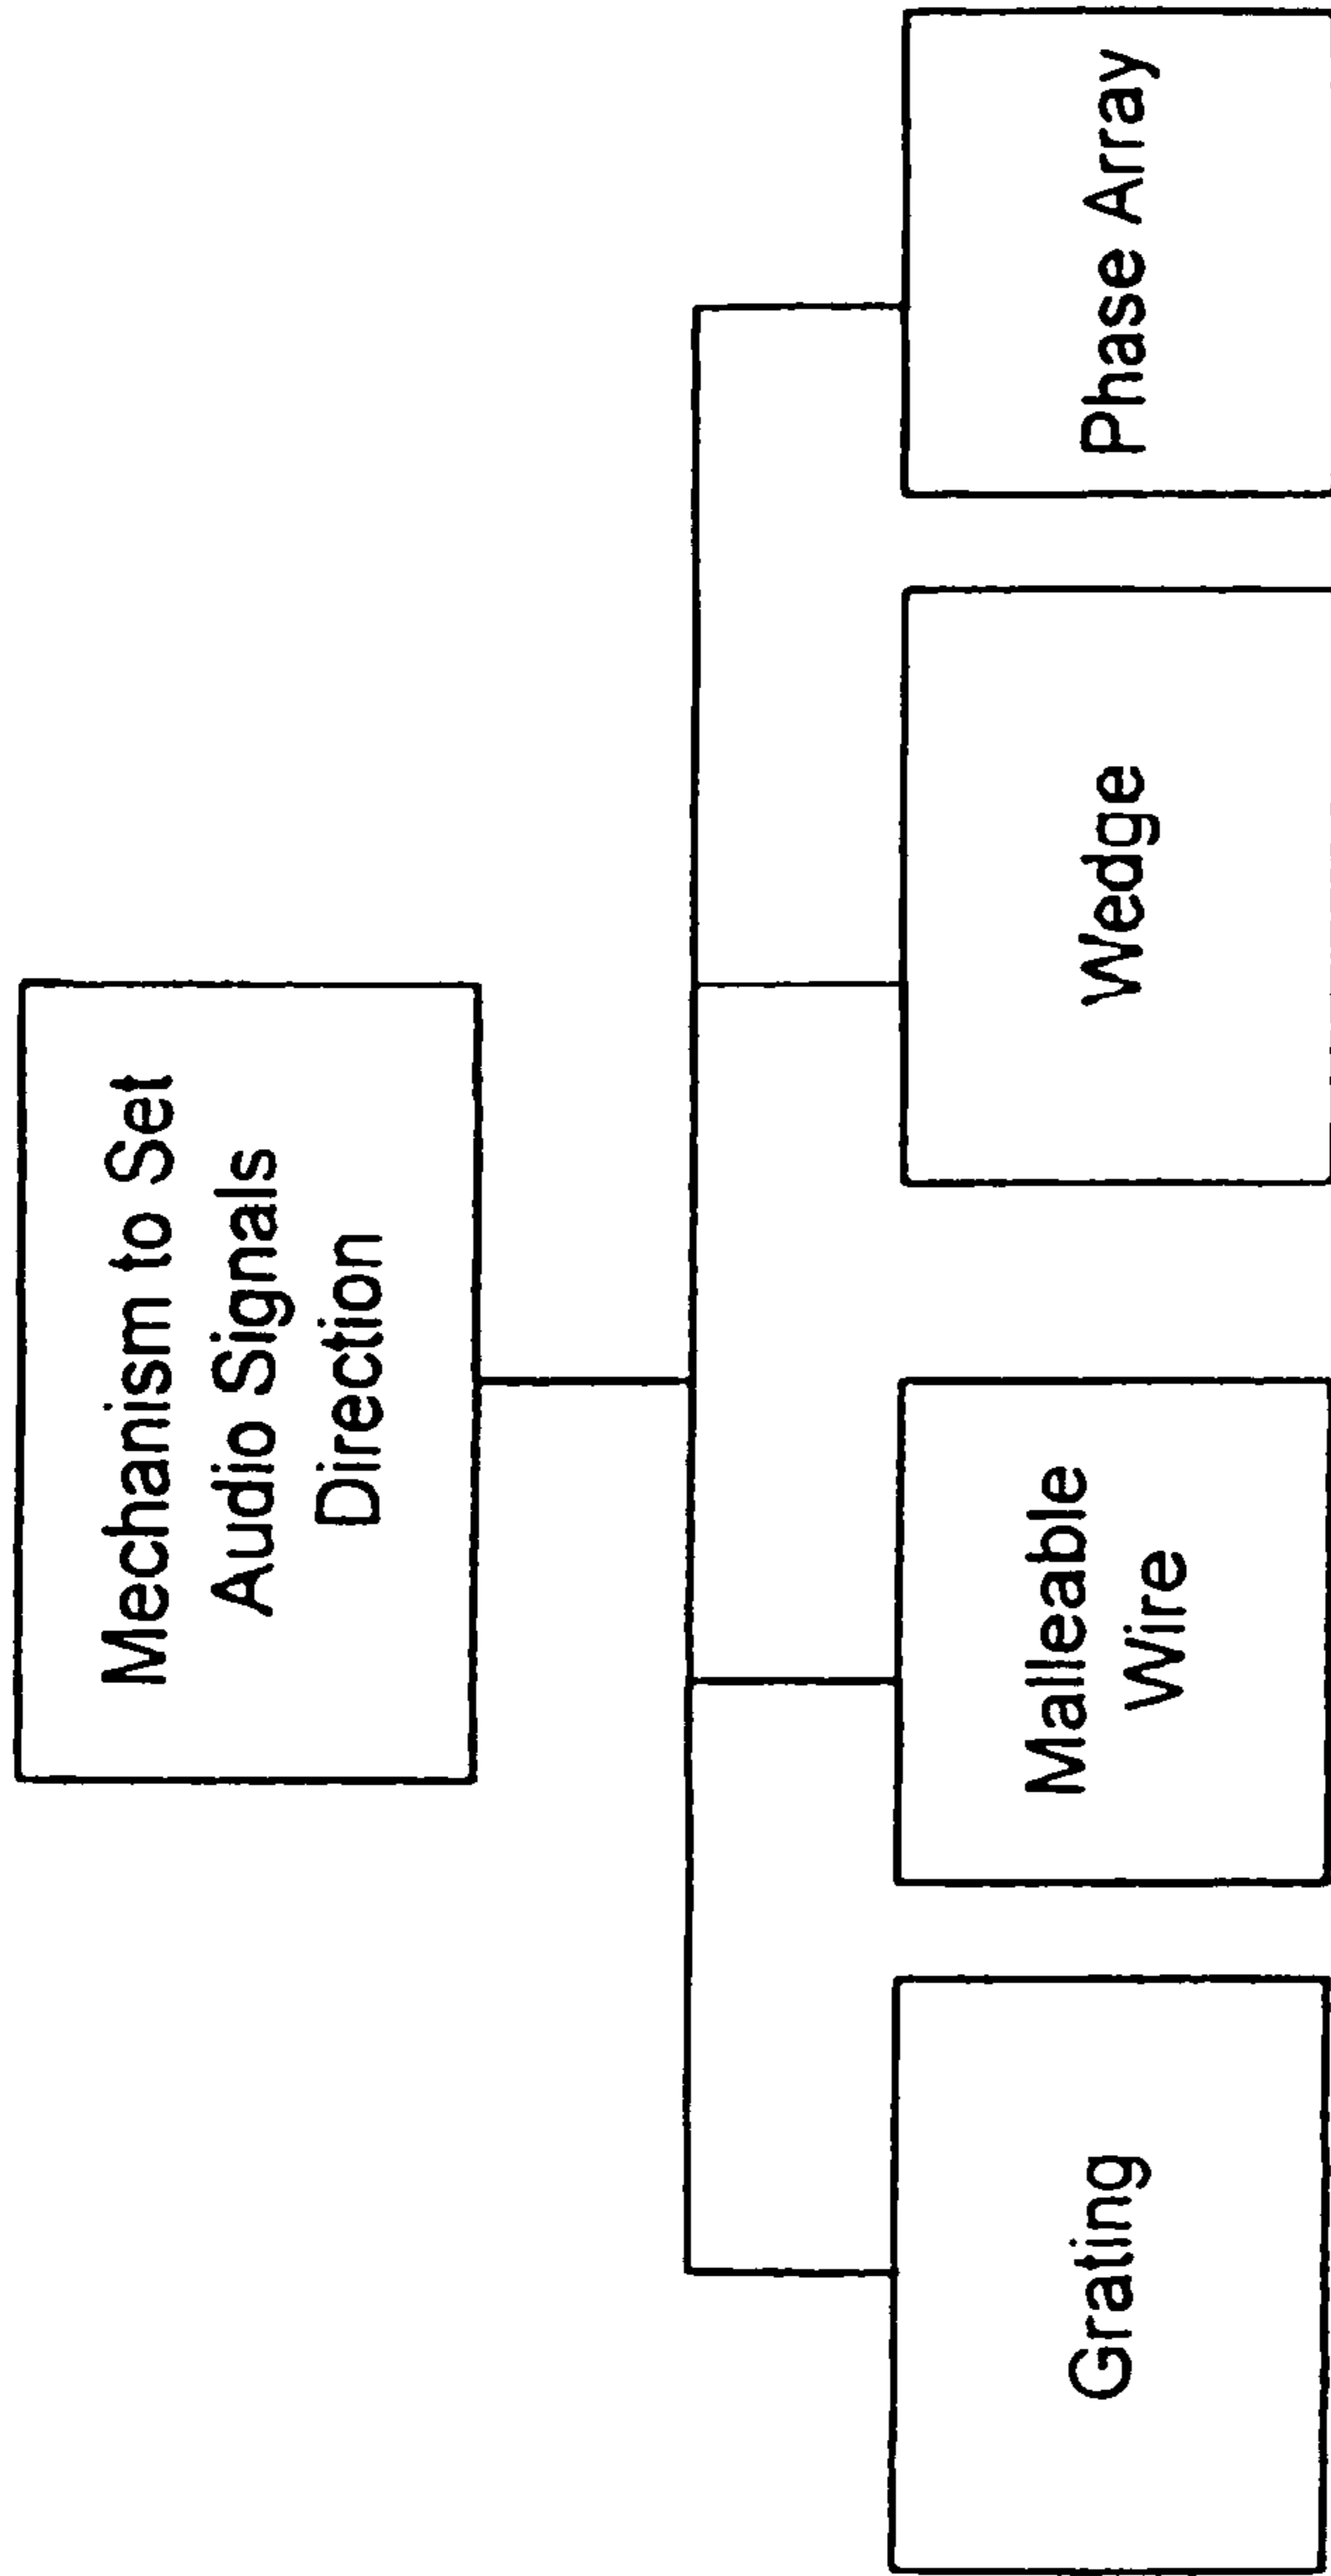 Mechanism to Set
Audio Signals
Direction
Grating
Malleable
Wire
Wedge
Phase Array